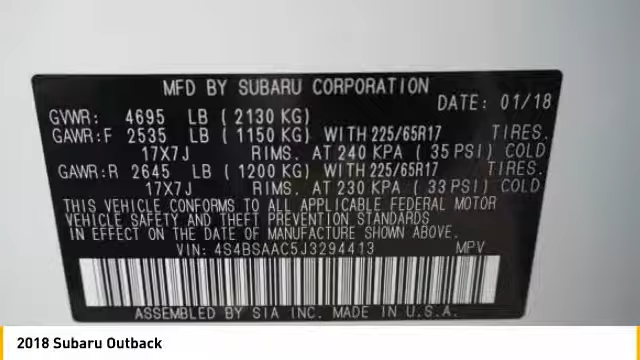 MFD BY SUBARU CORPORATION
DATE: 01/18
GVWR: 4695 LB ( 2130 KG)
GAWR:F 2535 LB ( 1150 KG) WITH 225/65R17 TIRES.
17X7J RIMS. AT 240 KPA ( 35 PSI) COLD
GAWR:R 2645 LB ( 1200 KG) WITH 225/65R17 TIRES.
17X7J RIMS. AT 230 KPA ( 33 PSI) COLD
THIS VEHICLE CONFORMS TO ALL APPLICABLE FEDERAL MOTOR
VEHICLE SAFETY AND THEFT PREVENTION STANDARDS
IN EFFECT ON THE DATE OF MANUFACTURE SHOWN ABOVE.
VIN: 4S4BSAAC5J3294413 MPV
ASSEMBLED BY SIA INC. MADE IN U.S.A.
2018 Subaru Outback